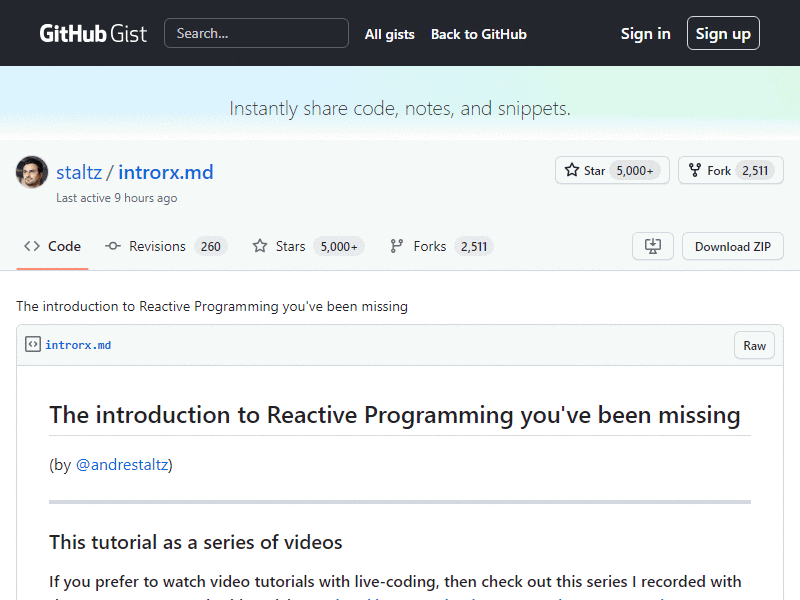 GitHub Gist
Search...
All gists
Back to GitHub
Sign in
Sign up
Instantly share code, notes, and snippets.
staltz / introrx.md
Last active 9 hours ago
Star 5,000+
Fork 2,511
Code
Revisions 260
Stars 5,000+
Forks 2,511
Download ZIP
The introduction to Reactive Programming you've been missing
introrx.md
Raw
The introduction to Reactive Programming you've been missing
(by @andrestaltz)
This tutorial as a series of videos
If you prefer to watch video tutorials with live-coding, then check out this series I recorded with